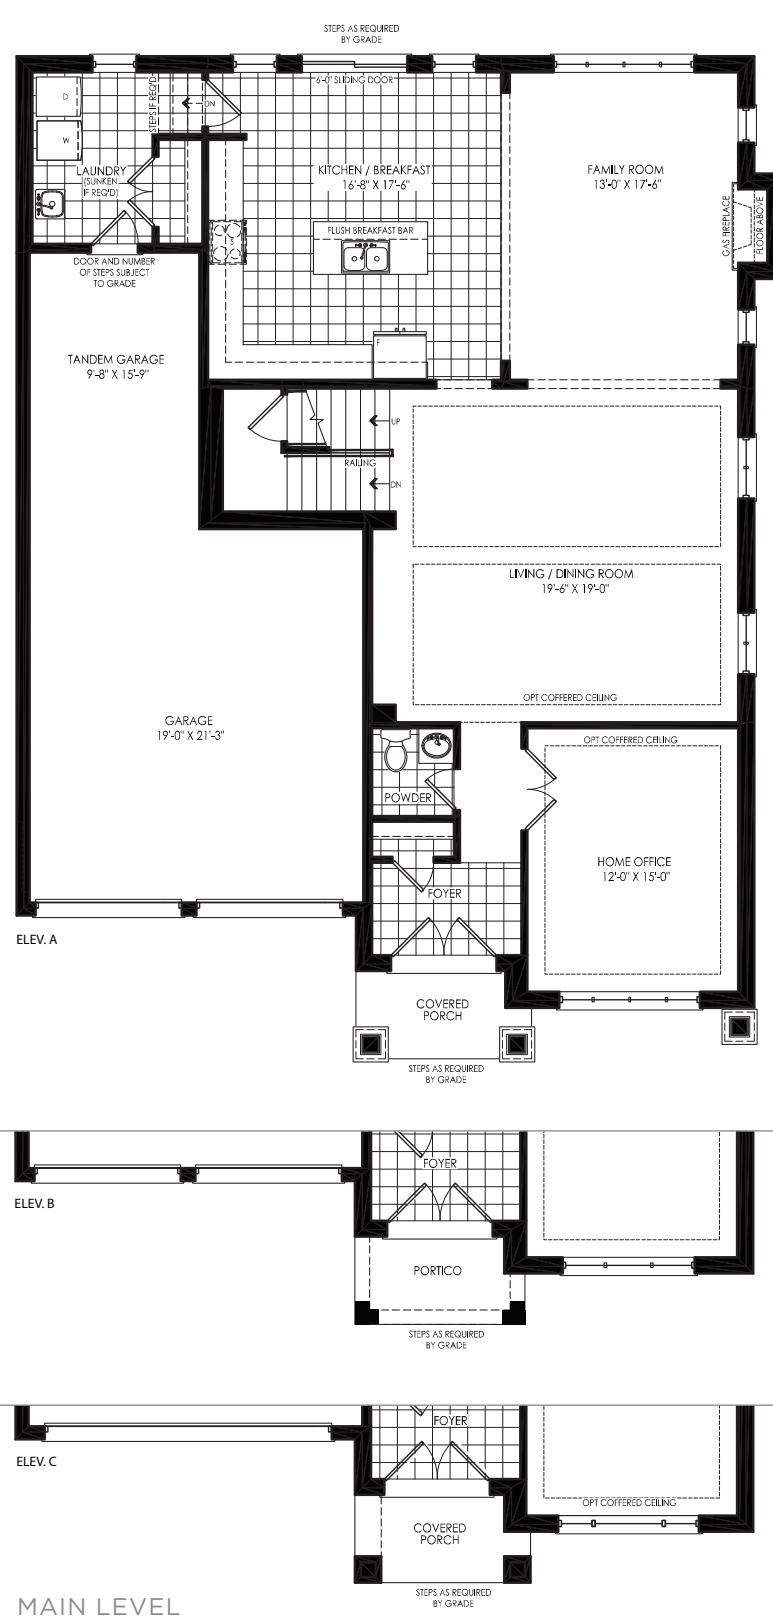 STEPS AS REQUIRED
BY GRADE
6'-0" SLIDING DOOR
D
W
STEPS IF REQ'D
DN
LAUNDRY
(SUNKEN
IF REQ'D)
KITCHEN / BREAKFAST
16'-8" X 17'-6"
FAMILY ROOM
13'-0" X 17'-6"
FLUSH BREAKFAST BAR
S
GAS FIREPLACE
FLOOR ABOVE
DOOR AND NUMBER
OF STEPS SUBJECT
TO GRADE
F
TANDEM GARAGE
9'-8" X 15'-9"
UP
RAILING
DN
LIVING / DINING ROOM
19'-6" X 19'-0"
OPT COFFERED CEILING
GARAGE
19'-0" X 21'-3"
OPT COFFERED CEILING
POWDER
HOME OFFICE
12'-0" X 15'-0"
FOYER
ELEV. A
COVERED
PORCH
STEPS AS REQUIRED
BY GRADE
FOYER
ELEV. B
PORTICO
STEPS AS REQUIRED
BY GRADE
FOYER
ELEV. C
OPT COFFERED CEILING
COVERED
PORCH
STEPS AS REQUIRED
BY GRADE
MAIN LEVEL